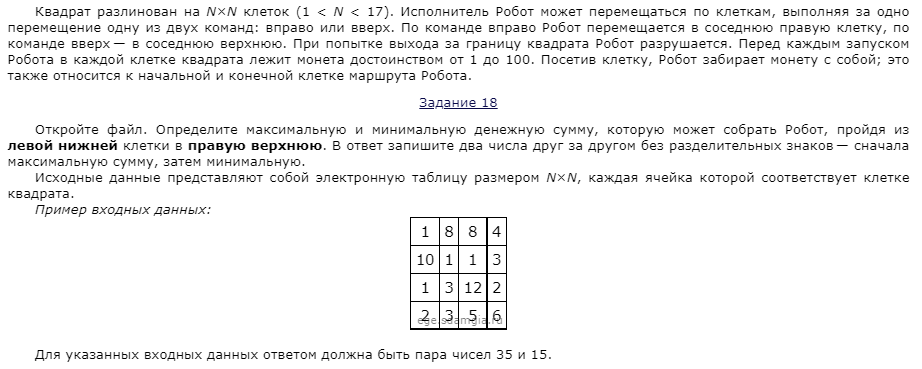 Квадрат разлинован на N×N клеток (1 < N < 17). Исполнитель Робот может перемещаться по клеткам, выполняя за одно
перемещение одну из двух команд: вправо или вверх. По команде вправо Робот перемещается в соседнюю правую клетку, по
команде вверх — в соседнюю верхнюю. При попытке выхода за границу квадрата Робот разрушается. Перед каждым запуском
Робота в каждой клетке квадрата лежит монета достоинством от 1 до 100. Посетив клетку, Робот забирает монету с собой; это
также относится к начальной и конечной клетке маршрута Робота.
Задание 18
Откройте файл. Определите максимальную и минимальную денежную сумму, которую может собрать Робот, пройдя из
левой нижней клетки в правую верхнюю. В ответ запишите два числа друг за другом без разделительных знаков — сначала
максимальную сумму, затем минимальную.
Исходные данные представляют собой электронную таблицу размером N×N, каждая ячейка которой соответствует клетке
квадрата.
Пример входных данных:
1 8 8 4
10 1 1 3
1 3 12 2
2 3 5 6
ege.sdamgia.ru
Для указанных входных данных ответом должна быть пара чисел 35 и 15.